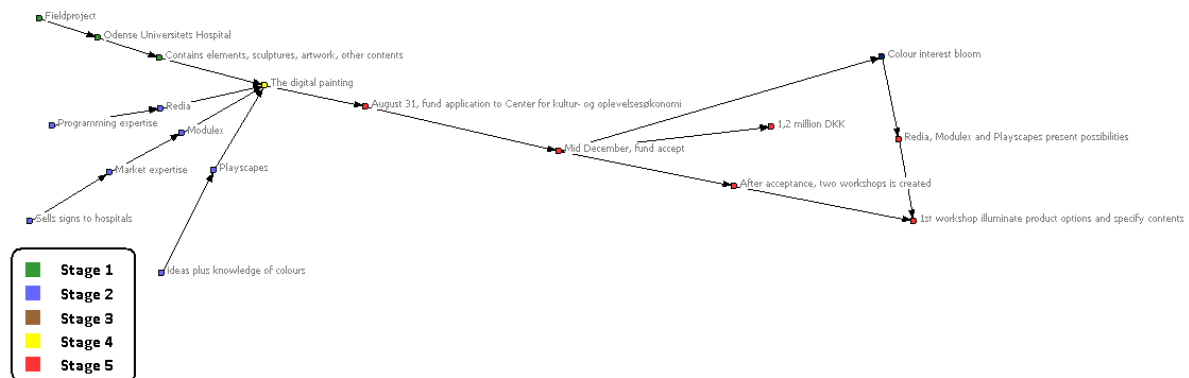 Fieldproject
Odense Universitets Hospital
Contains elements, sculptures, artwork, other contents
Colour interest bloom
The digital painting
Redia
August 31, fund application to Center for kultur- og oplevelsesøkonomi
Programming expertise
1,2 million DKK
Modulex
Redia, Modulex and Playscapes present possibilities
Mid December, fund accept
Market expertise
Playscapes
After acceptance, two workshops is created
Sells signs to hospitals
1st workshop illuminate product options and specify contents
ideas plus knowledge of colours
Stage 1
Stage 2
Stage 3
Stage 4
Stage 5